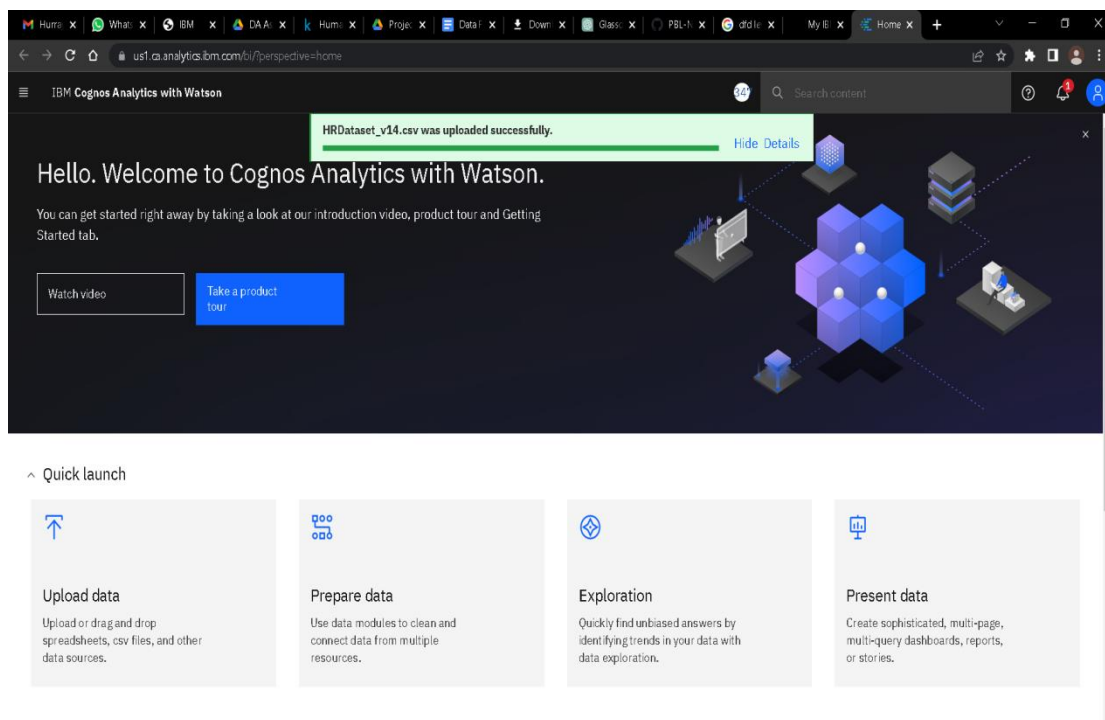 Hurra
Whats
IBM
DA As
Huma
Projec
Data F
Down
Glassd
PBL-N
dfd le
My IB
Home
us1.ca.analytics.ibm.com/bi/?perspective=home
IBM Cognos Analytics with Watson
34°
Search content
1
HRDataset_v14.csv was uploaded successfully.
Hide Details
Hello. Welcome to Cognos Analytics with Watson.
You can get started right away by taking a look at our introduction video, product tour and Getting
Started tab.
Watch video
Take a product
tour
Quick launch
Upload data
Upload or drag and drop
spreadsheets, csv files, and other
data sources.
Prepare data
Use data modules to clean and
connect data from multiple
resources.
Exploration
Quickly find unbiased answers by
identifying trends in your data with
data exploration.
Present data
Create sophisticated, multi-page,
multi-query dashboards, reports,
or stories.